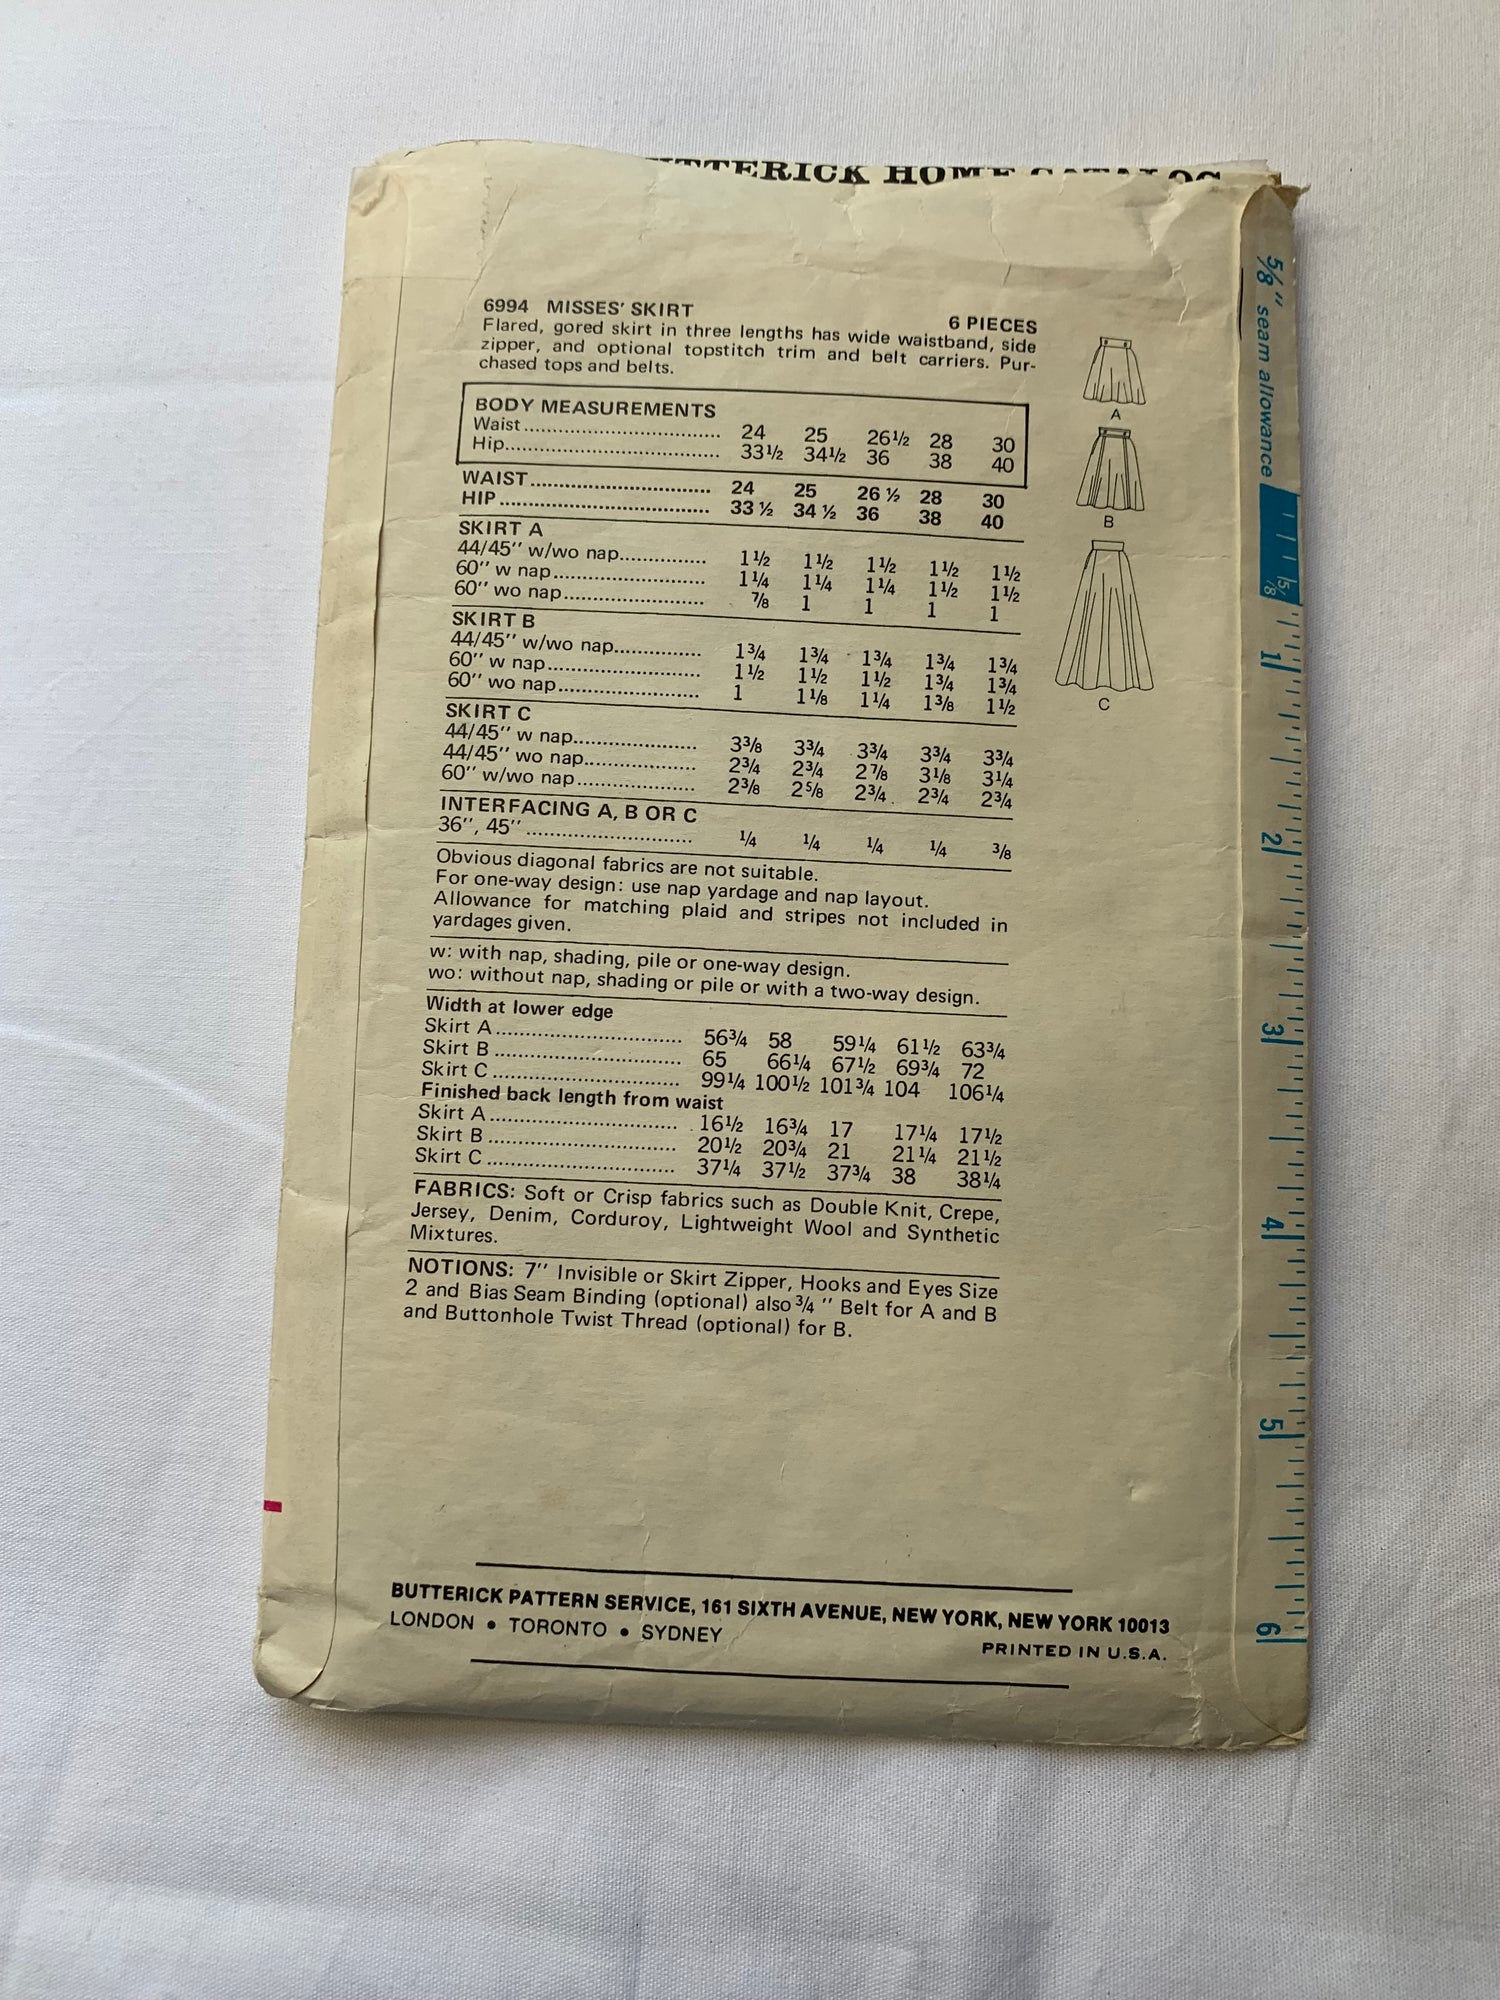 BUTTERICK HOME CATALOG
6994 MISSES' SKIRT 6 PIECES
Flared, gored skirt in three lengths has wide waistband, side
zipper, and optional topstitch trim and belt carriers. Pur-
chased tops and belts.
BODY MEASUREMENTS
Waist 24 25 26½ 28 30
Hip 33½ 34½ 36 38 40
WAIST 24 25 26 ½ 28 30
HIP 33 ½ 34 ½ 36 38 40
SKIRT A
44/45" w/wo nap 1½ 1½ 1½ 1½ 1½
60" w nap 1¼ 1¼ 1¼ 1½ 1½
60" wo nap ⅞ 1 1 1 1
SKIRT B
44/45" w/wo nap 1¾ 1¾ 1¾ 1¾ 1¾
60" w nap 1½ 1½ 1½ 1¾ 1¾
60" wo nap 1 1⅛ 1¼ 1⅜ 1½
SKIRT C
44/45" w nap 3⅜ 3¾ 3¾ 3¾ 3¾
44/45" wo nap 2¾ 2¾ 2⅞ 3⅛ 3¼
60" w/wo nap 2⅜ 2⅝ 2¾ 2¾ 2¾
INTERFACING A, B OR C
36", 45" ¼ ¼ ¼ ¼ ⅜
Obvious diagonal fabrics are not suitable.
For one-way design: use nap yardage and nap layout.
Allowance for matching plaid and stripes not included in
yardages given.
w: with nap, shading, pile or one-way design.
wo: without nap, shading or pile or with a two-way design.
Width at lower edge
Skirt A 56¾ 58 59¼ 61½ 63¾
Skirt B 65 66¼ 67½ 69¾ 72
Skirt C 99¼ 100½ 101¾ 104 106¼
Finished back length from waist
Skirt A 16½ 16¾ 17 17¼ 17½
Skirt B 20½ 20¾ 21 21¼ 21½
Skirt C 37¼ 37½ 37¾ 38 38¼
FABRICS: Soft or Crisp fabrics such as Double Knit, Crepe,
Jersey, Denim, Corduroy, Lightweight Wool and Synthetic
Mixtures.
NOTIONS: 7" Invisible or Skirt Zipper, Hooks and Eyes Size
2 and Bias Seam Binding (optional) also ¾ " Belt for A and B
and Buttonhole Twist Thread (optional) for B.
BUTTERICK PATTERN SERVICE, 161 SIXTH AVENUE, NEW YORK, NEW YORK 10013
LONDON • TORONTO • SYDNEY
PRINTED IN U.S.A.
A
B
C
⅝" seam allowance
⅝
1
2
3
4
5
6